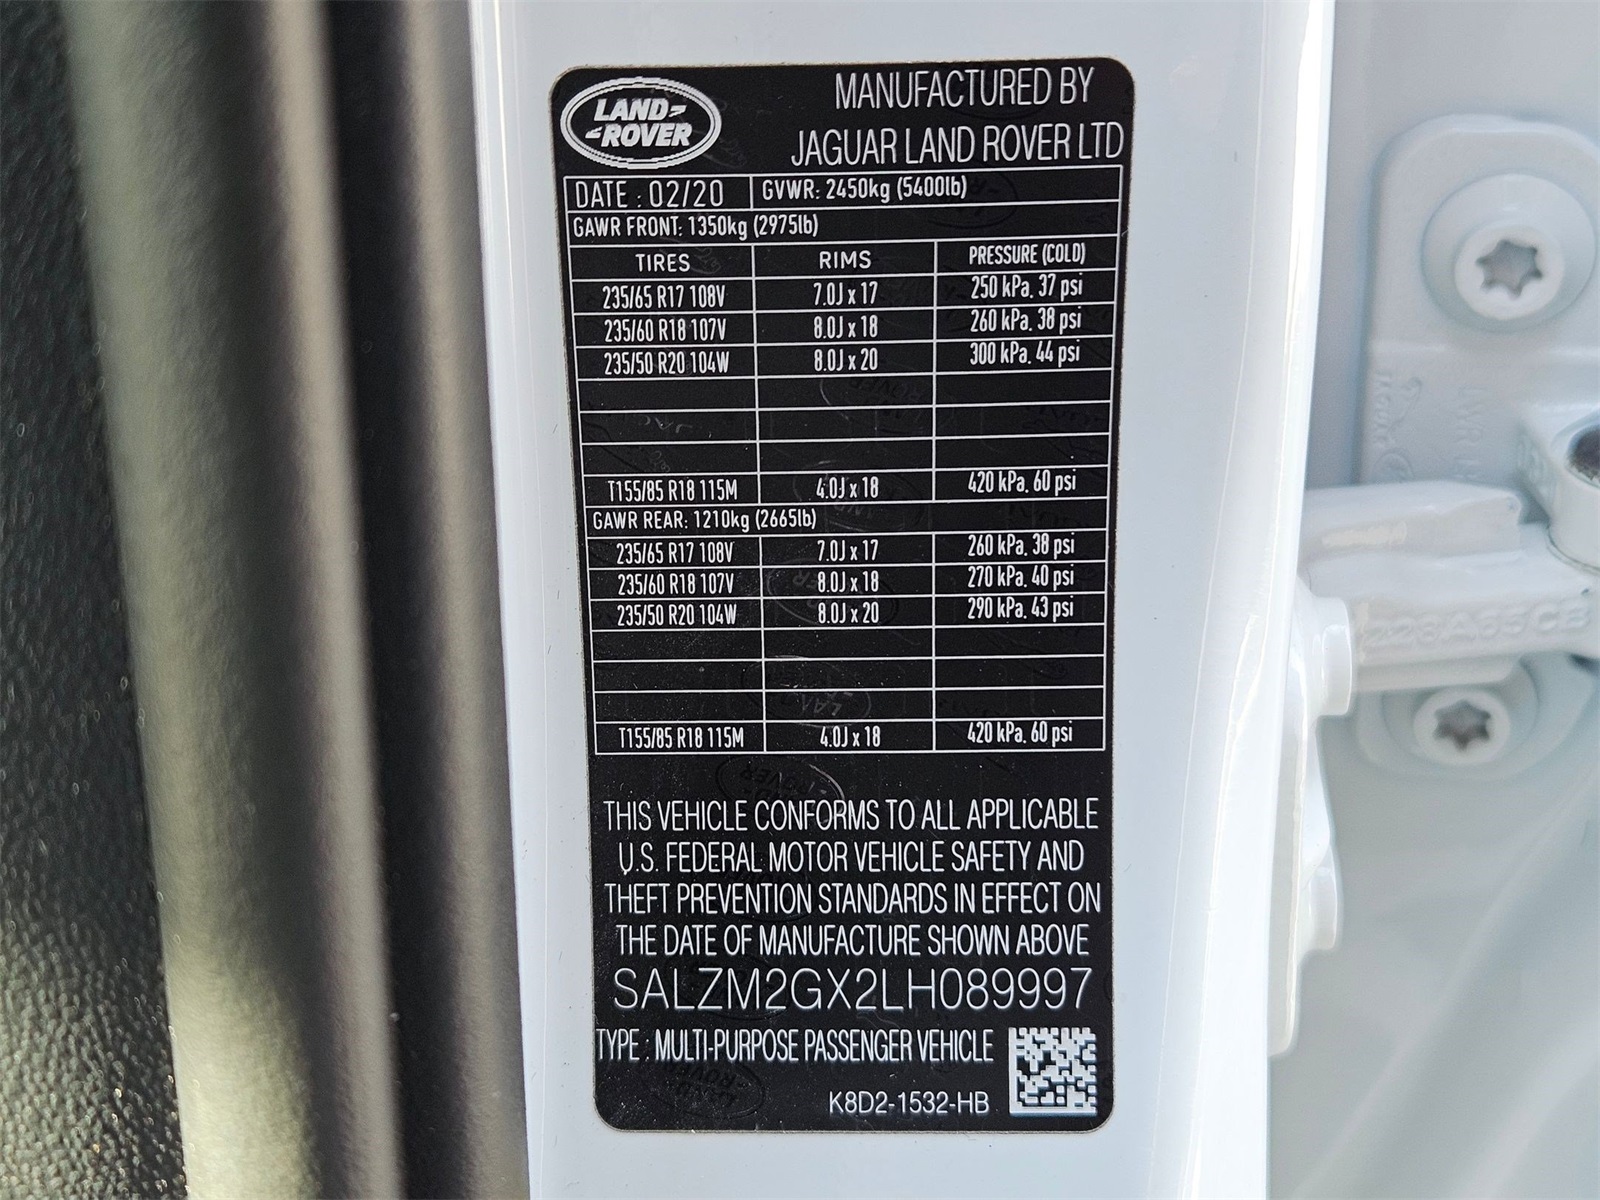 LAND-
-ROVER
MANUFACTURED BY
JAGUAR LAND ROVER LTD
DATE : 02/20 GVWR: 2450kg (5400lb)
GAWR FRONT: 1350kg (2975lb)
TIRES RIMS PRESSURE (COLD)
235/65 R17 108V 7.0J x 17 250 kPa, 37 psi
235/60 R18 107V 8.0J x 18 260 kPa, 38 psi
235/50 R20 104W 8.0J x 20 300 kPa, 44 psi
T155/85 R18 115M 4.0J x 18 420 kPa, 60 psi
GAWR REAR: 1210kg (2665lb)
235/65 R17 108V 7.0J x 17 260 kPa, 38 psi
235/60 R18 107V 8.0J x 18 270 kPa, 40 psi
235/50 R20 104W 8.0J x 20 290 kPa, 43 psi
T155/85 R18 115M 4.0J x 18 420 kPa, 60 psi
THIS VEHICLE CONFORMS TO ALL APPLICABLE
U.S. FEDERAL MOTOR VEHICLE SAFETY AND
THEFT PREVENTION STANDARDS IN EFFECT ON
THE DATE OF MANUFACTURE SHOWN ABOVE
SALZM2GX2LH089997
TYPE : MULTI-PURPOSE PASSENGER VEHICLE
K8D2-1532-HB